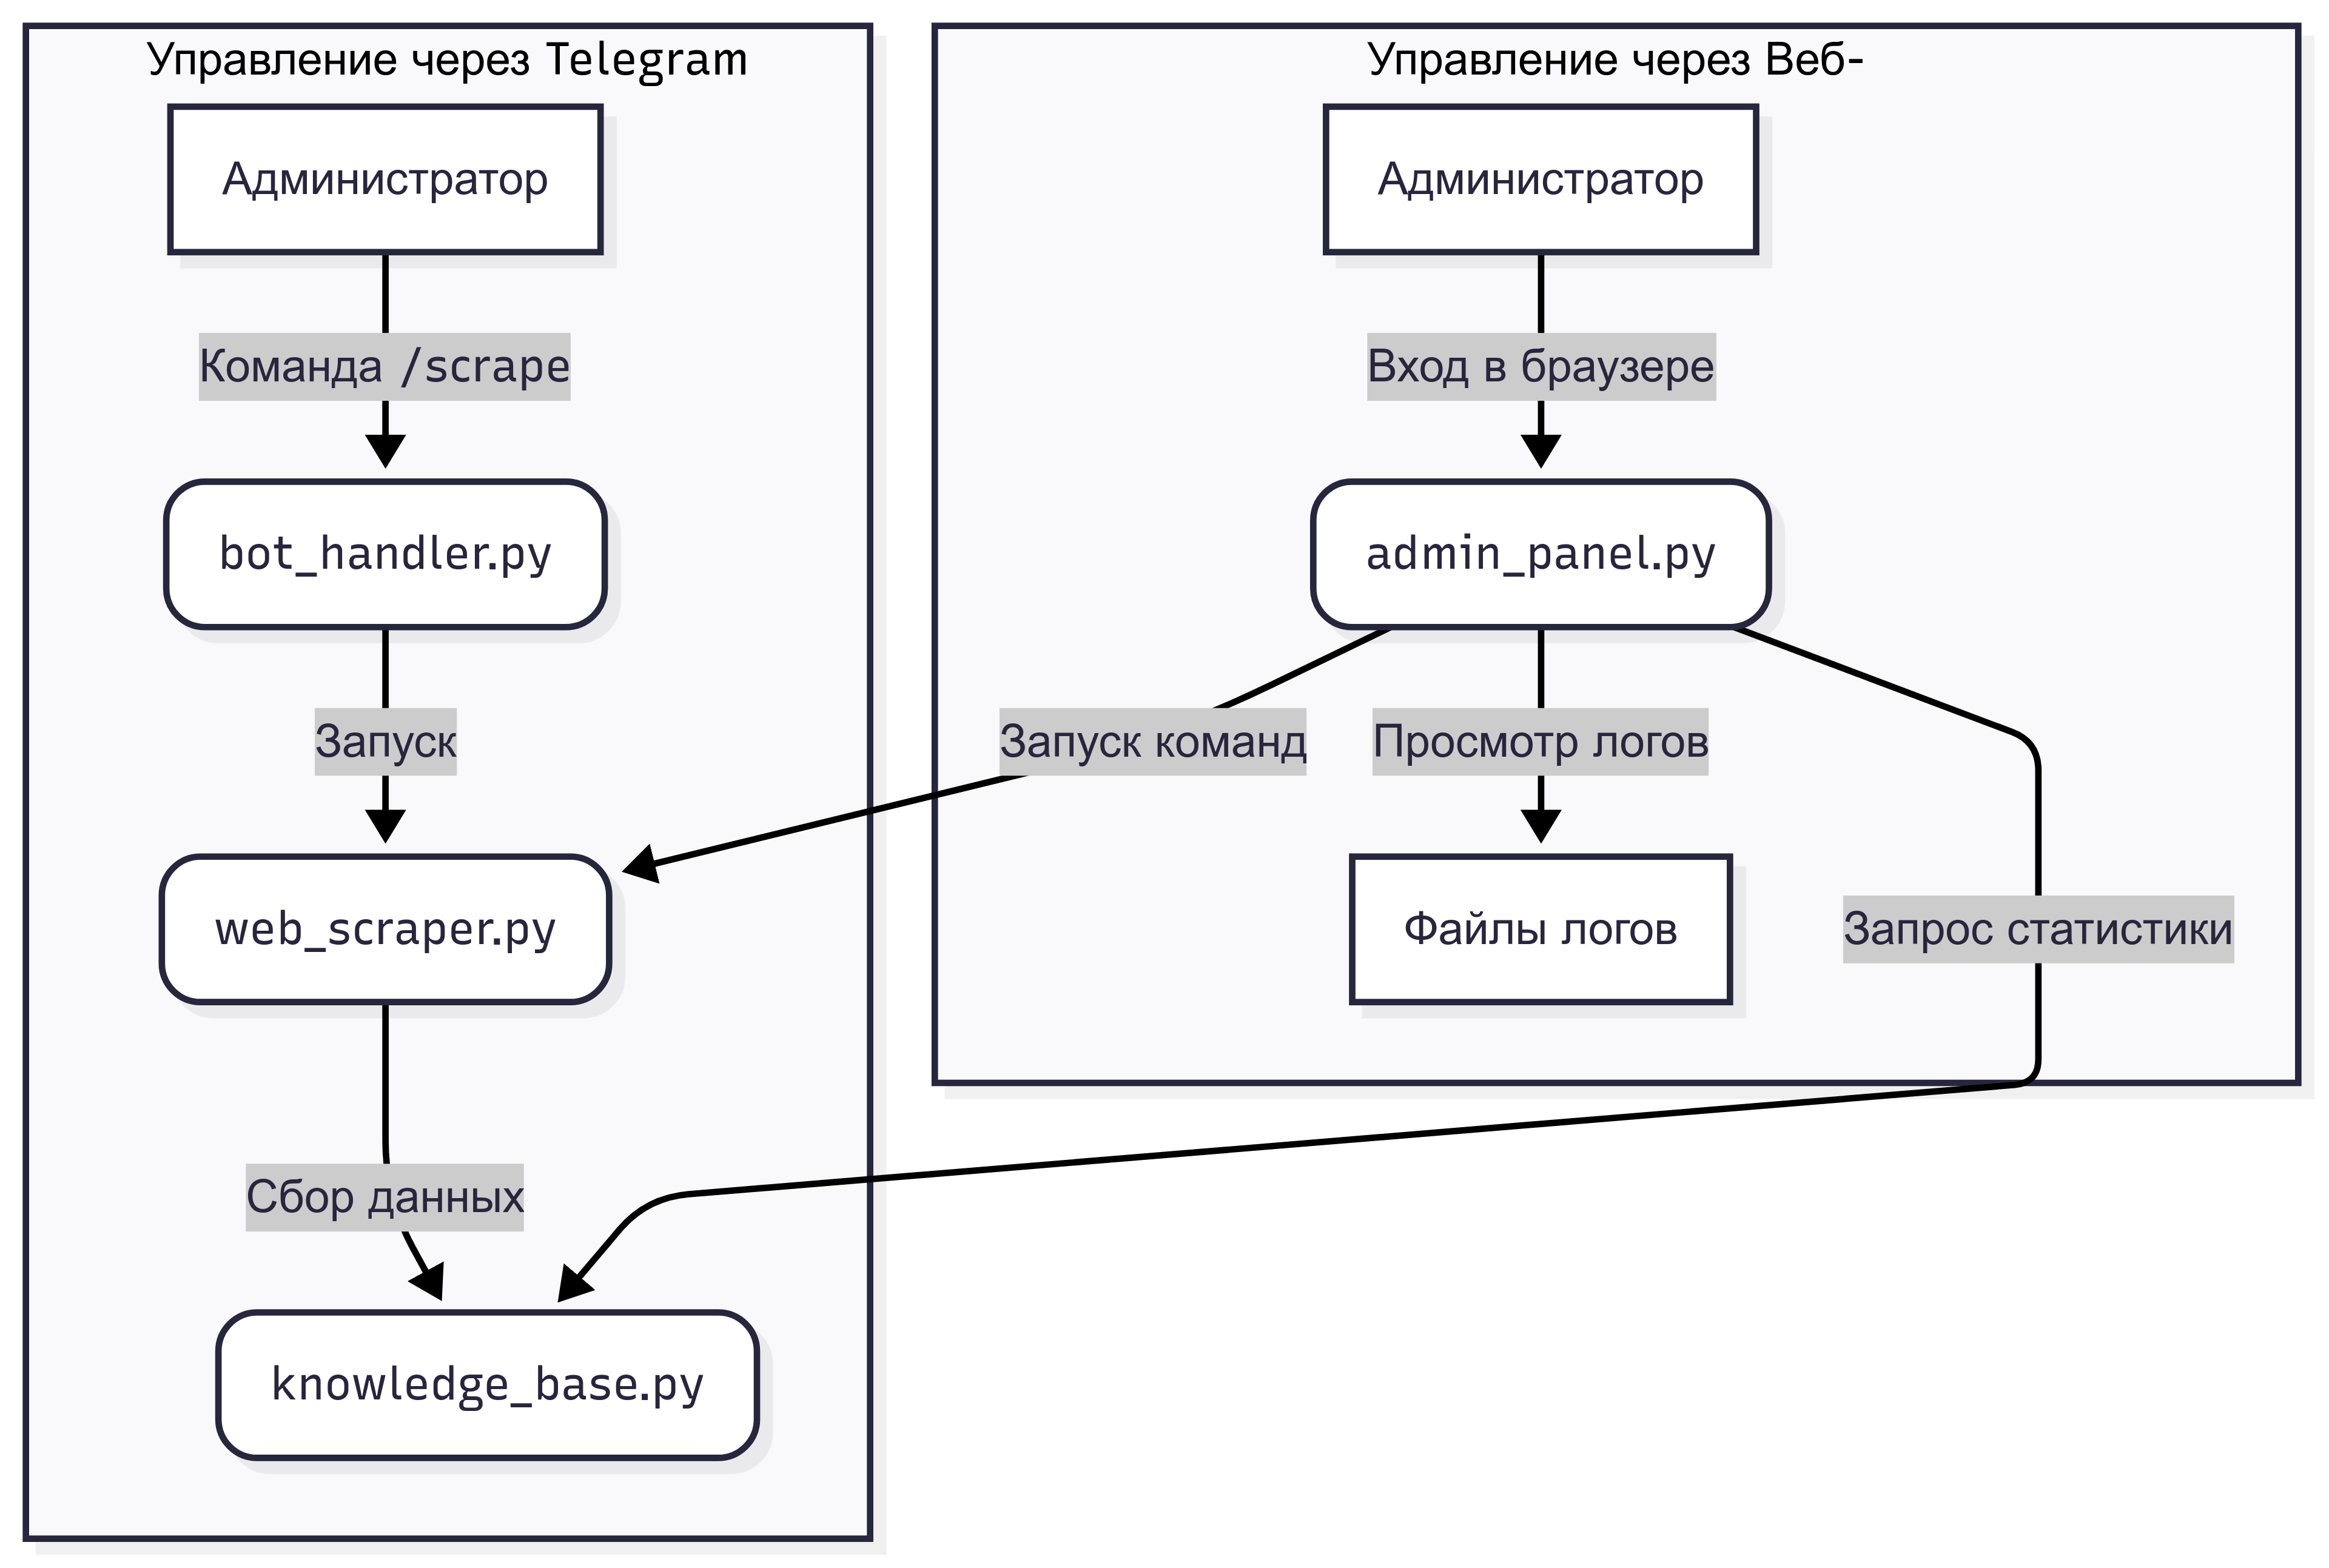 Управление через Telegram
Администратор
Команда /scrape
bot_handler.py
Запуск
web_scraper.py
Сбор данных
knowledge_base.py
Управление через Веб-
Администратор
Вход в браузере
admin_panel.py
Запуск команд
Просмотр логов
Файлы логов
Запрос статистики